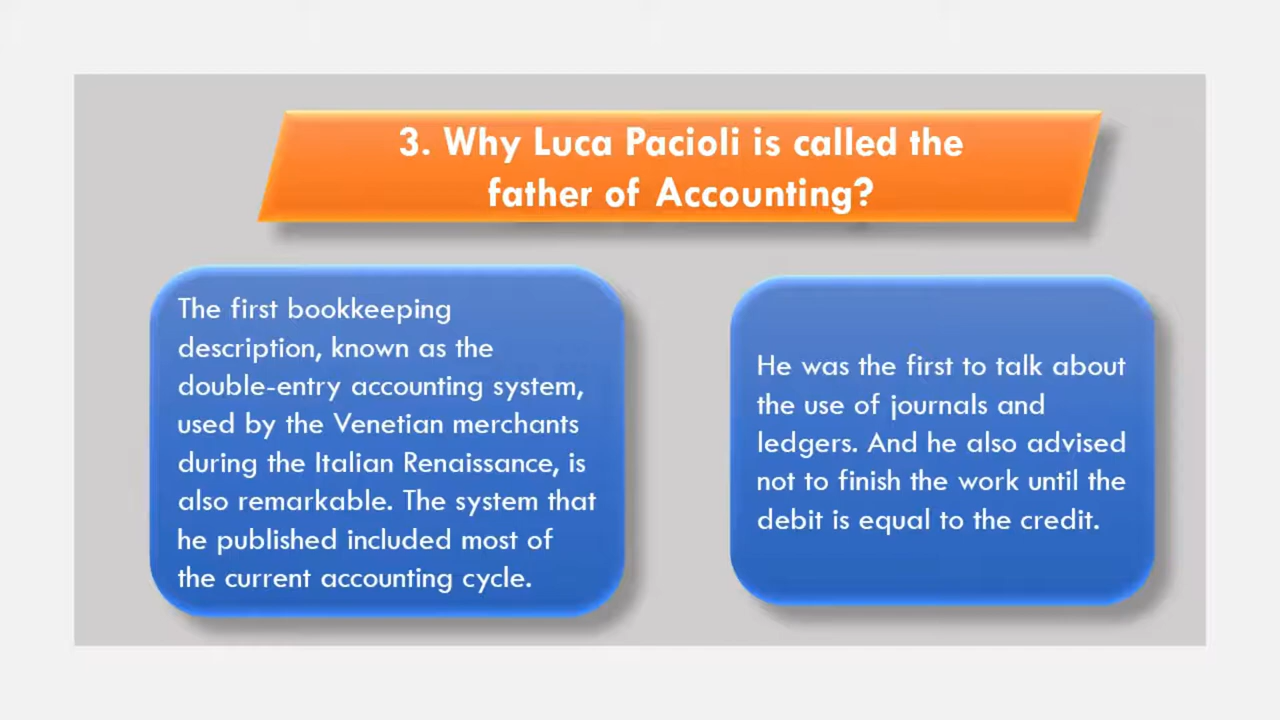 3. Why Luca Pacioli is called the
father of Accounting?
The first bookkeeping
description, known as the
double-entry accounting system,
used by the Venetian merchants
during the Italian Renaissance, is
also remarkable. The system that
he published included most of
the current accounting cycle.
He was the first to talk about
the use of journals and
ledgers. And he also advised
not to finish the work until the
debit is equal to the credit.